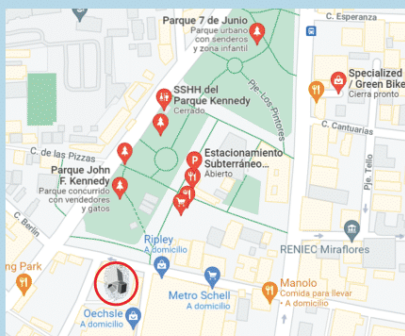 C. Esperanza
Parque 7 de Junio
Parque urbano
con senderos
y zona infantil
Specialized
/ Green Bike
Cierra pronto
SSHH del
Parque Kennedy
Cerrado
Pje. Los Pintores
C. Cantuarias
C. de las Pizzas
Estacionamiento
Subterráneo...
Abierto
Pje. Tello
Parque John
F. Kennedy
Parque concurrido
con vendedores
y gatos
C. Berlín
Ripley
A domicilio
RENIEC Miraflores
ng Park
Metro Schell
A domicilio
Manolo
Comida para llevar
• A domicilio
Oechsle
A domicilio